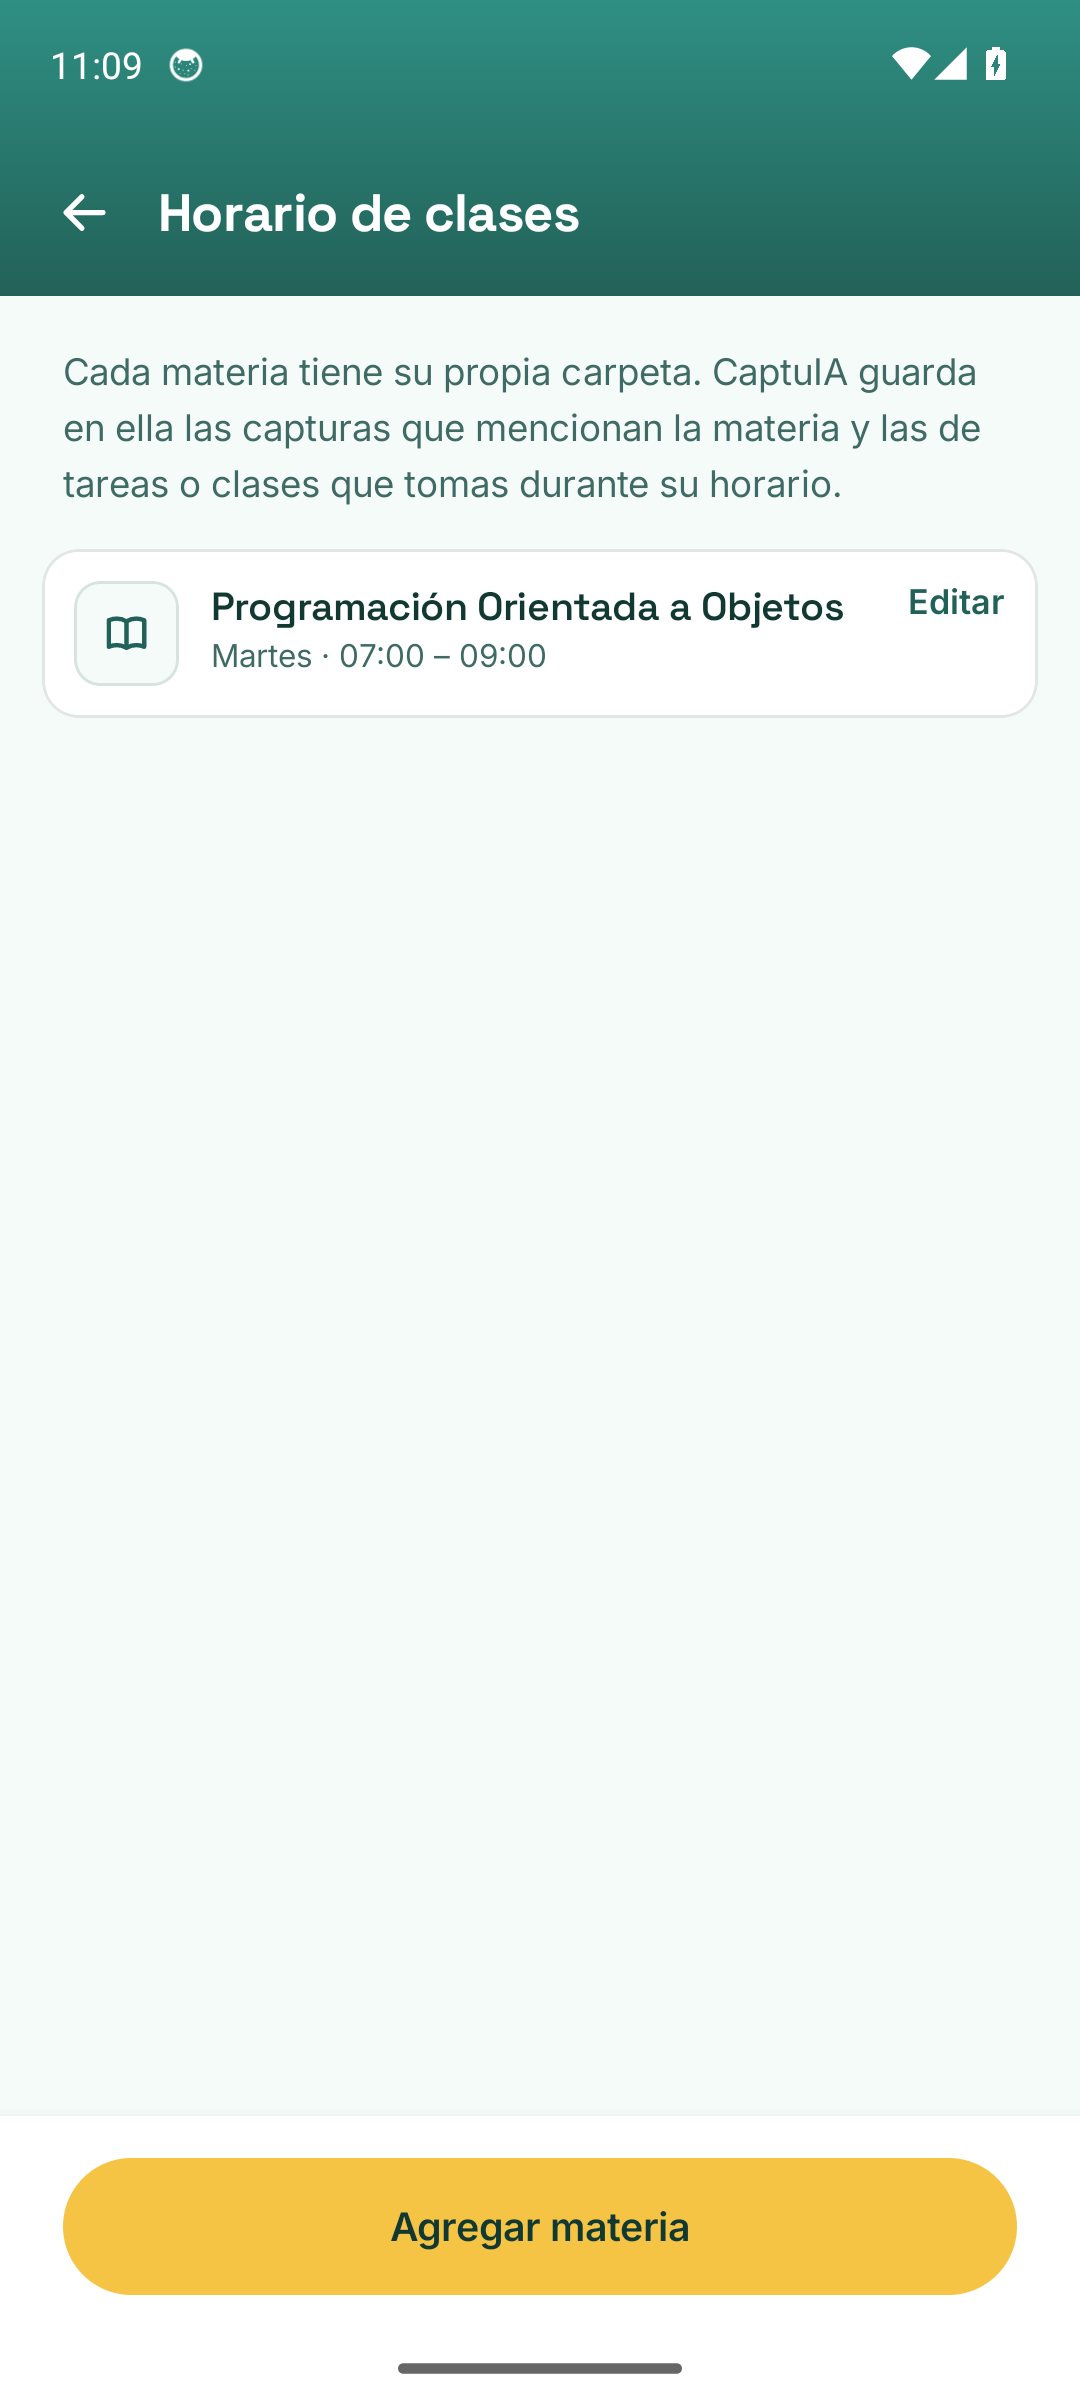 11:09
Horario de clases
Cada materia tiene su propia carpeta. CaptuIA guarda
en ella las capturas que mencionan la materia y las de
tareas o clases que tomas durante su horario.
Programación Orientada a Objetos
Editar
Martes · 07:00 – 09:00
Agregar materia